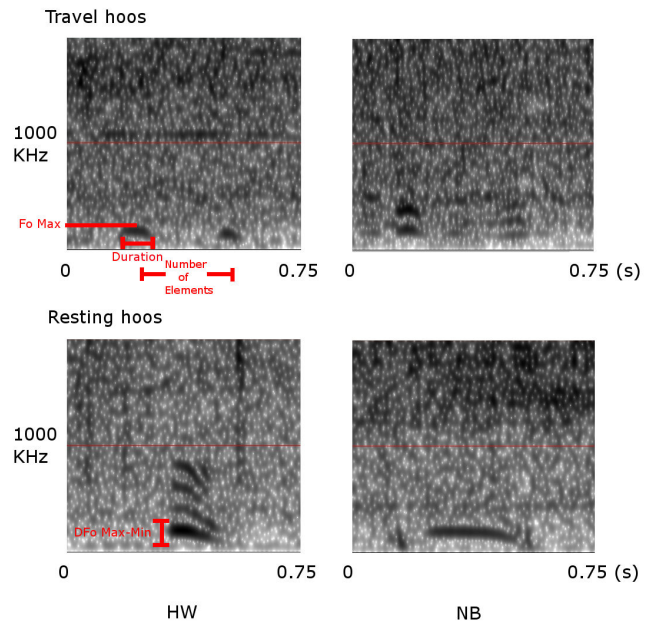 Travel hoos
1000
KHz
Fo Max
Duration
Number
of
Elements
0
0.75
0
0.75 (s)
Resting hoos
1000
KHz
DFo Max-Min
0
0.75
0
0.75 (s)
HW
NB